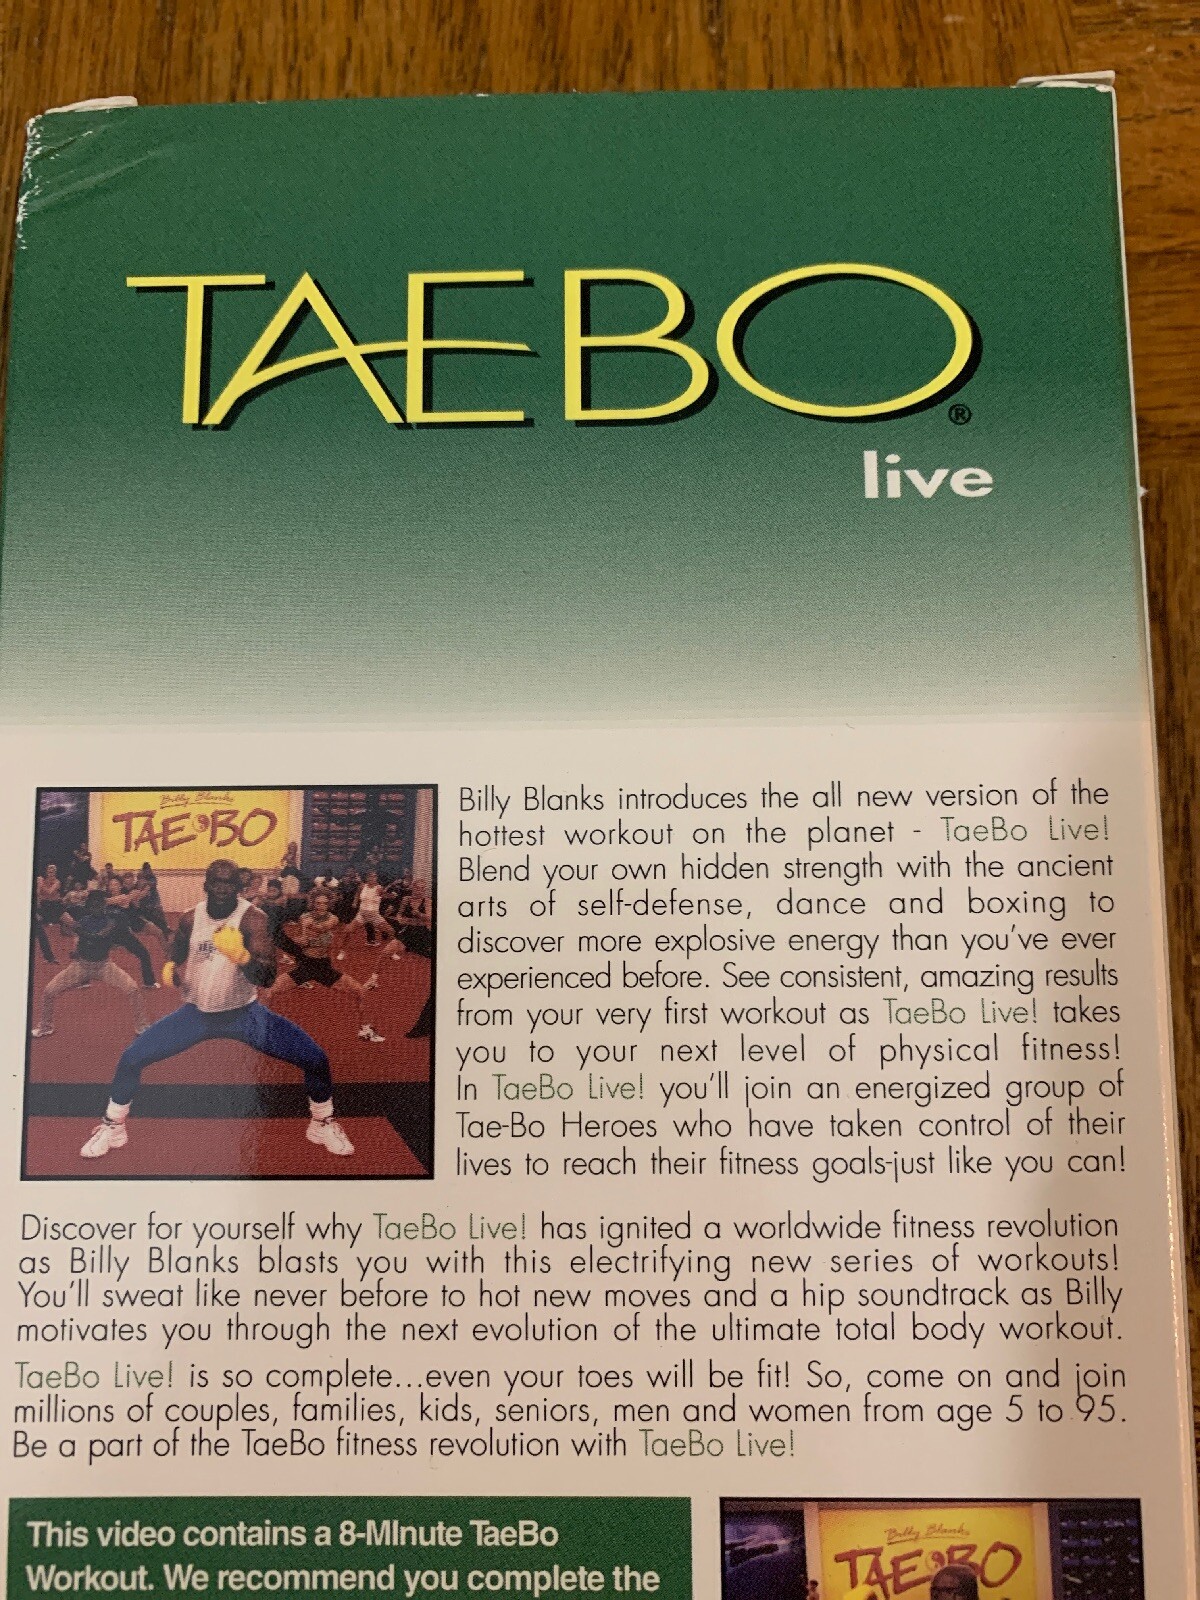 TAEBO®
live
Billy Blanks
TAE BO
Billy Blanks introduces the all new version of the
hottest workout on the planet - TaeBo Live!
Blend your own hidden strength with the ancient
arts of self-defense, dance and boxing to
discover more explosive energy than you've ever
experienced before. See consistent, amazing results
from your very first workout as TaeBo Live! takes
you to your next level of physical fitness!
In TaeBo Live! you'll join an energized group of
Tae-Bo Heroes who have taken control of their
lives to reach their fitness goals-just like you can!
Discover for yourself why TaeBo Live! has ignited a worldwide fitness revolution
as Billy Blanks blasts you with this electrifying new series of workouts!
You'll sweat like never before to hot new moves and a hip soundtrack as Billy
motivates you through the next evolution of the ultimate total body workout.
TaeBo Live! is so complete...even your toes will be fit! So, come on and join
millions of couples, families, kids, seniors, men and women from age 5 to 95.
Be a part of the TaeBo fitness revolution with TaeBo Live!
This video contains a 8-MInute TaeBo
Workout. We recommend you complete the
Billy Blanks
TAE BO